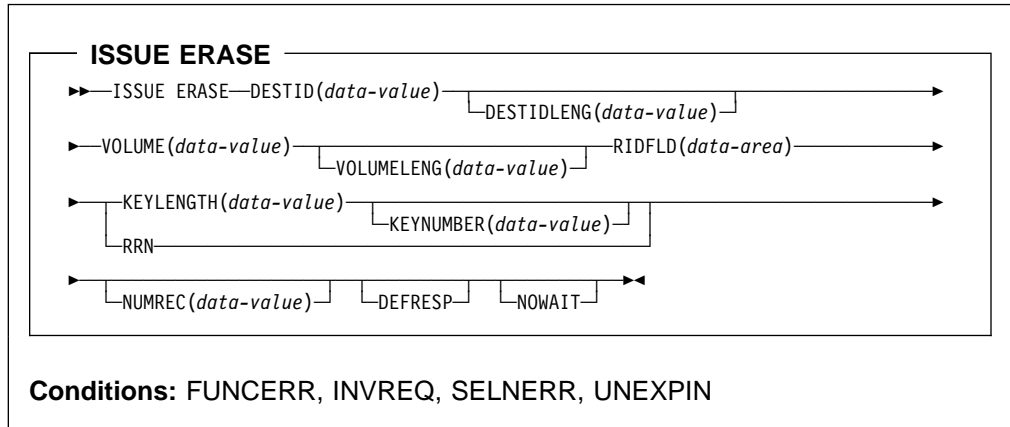 ISSUE ERASE
ISSUE ERASE DESTID(data-value)
DESTIDLENG(data-value)
VOLUME(data-value) RIDFLD(data-area)
VOLUMELENG(data-value)
KEYLENGTH(data-value)
KEYNUMBER(data-value)
RRN
NUMREC(data-value) DEFRESP NOWAIT
Conditions: FUNCERR, INVREQ, SELNERR, UNEXPIN